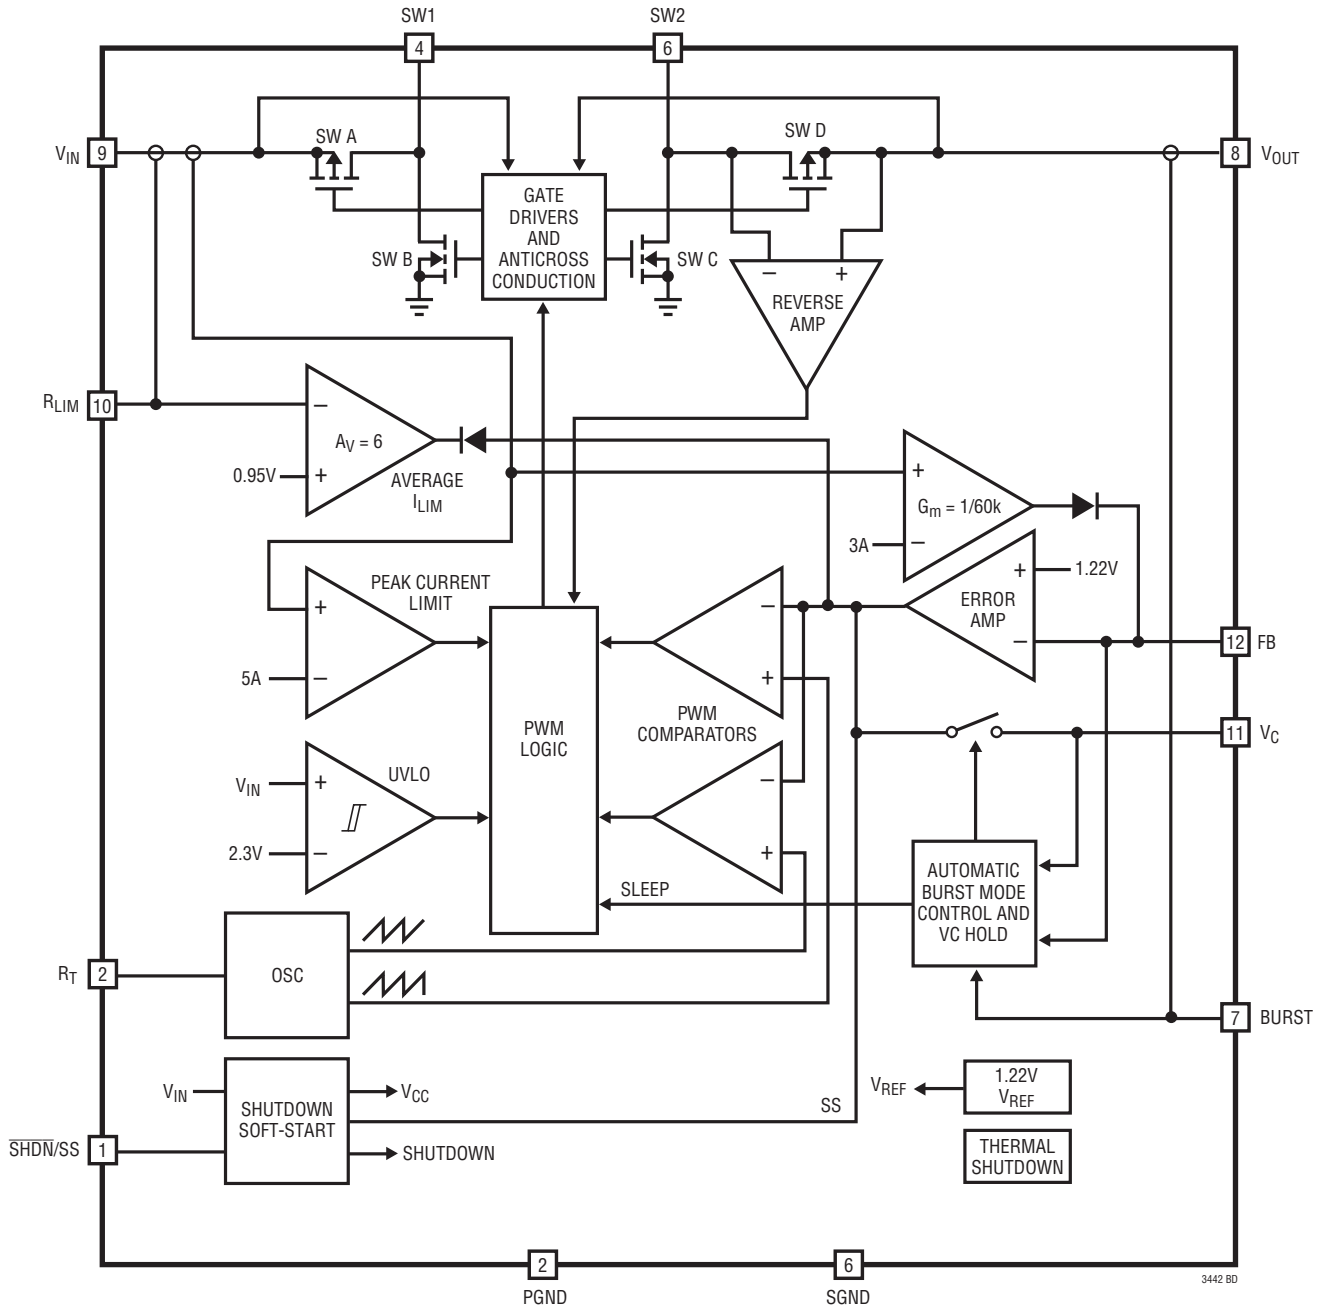 SW1
SW2
4
6
SW A
SW D
VIN
9
8
VOUT
GATE
DRIVERS
AND
ANTICROSS
CONDUCTION
SW B
SW C
–
+
REVERSE
AMP
RLIM
10
–
AV = 6
0.95V
+
AVERAGE
ILIM
+
Gm = 1/60k
3A
–
+
1.22V
ERROR
AMP
–
12
FB
PEAK CURRENT
LIMIT
+
5A
–
–
+
PWM
COMPARATORS
PWM
LOGIC
11
VC
UVLO
VIN
+
2.3V
–
–
+
SLEEP
AUTOMATIC
BURST MODE
CONTROL AND
VC HOLD
RT
2
OSC
7
BURST
VIN
SHUTDOWN
SOFT-START
VCC
SS
SHUTDOWN
SHDN/SS
1
VREF
1.22V
VREF
THERMAL
SHUTDOWN
2
6
PGND
SGND
3442 BD